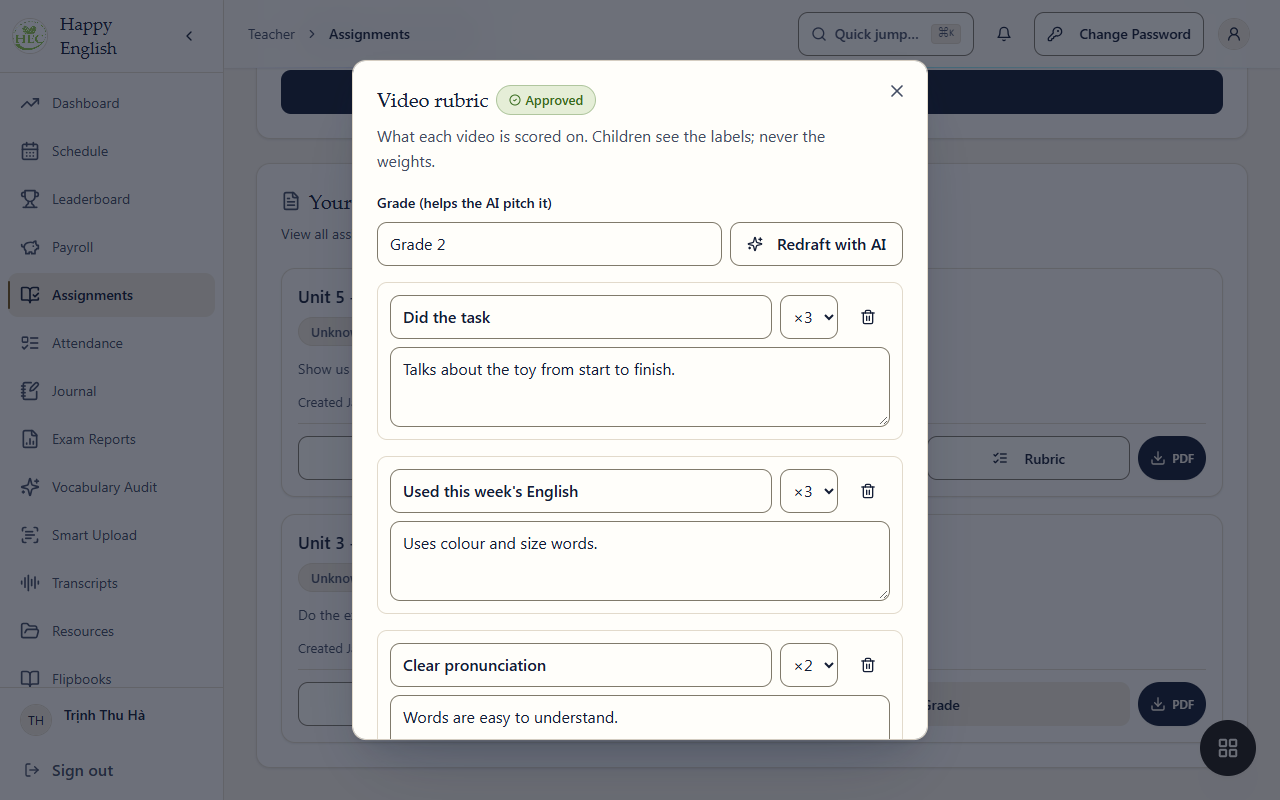 Happy
English
HEC
Teacher
Assignments
Quick jump...
⌘K
Change Password
Dashboard
Schedule
Leaderboard
Payroll
Assignments
Attendance
Journal
Exam Reports
Vocabulary Audit
Smart Upload
Transcripts
Resources
Flipbooks
TH
Trịnh Thu Hà
Sign out
Your
View all ass
Unit 5
Show us
Rubric
PDF
Unit 3
Do the e
Grade
PDF
Video rubric
Approved
What each video is scored on. Children see the labels; never the
weights.
Grade (helps the AI pitch it)
Grade 2
Redraft with AI
Did the task
×3
Talks about the toy from start to finish.
Used this week's English
×3
Uses colour and size words.
Clear pronunciation
×2
Words are easy to understand.